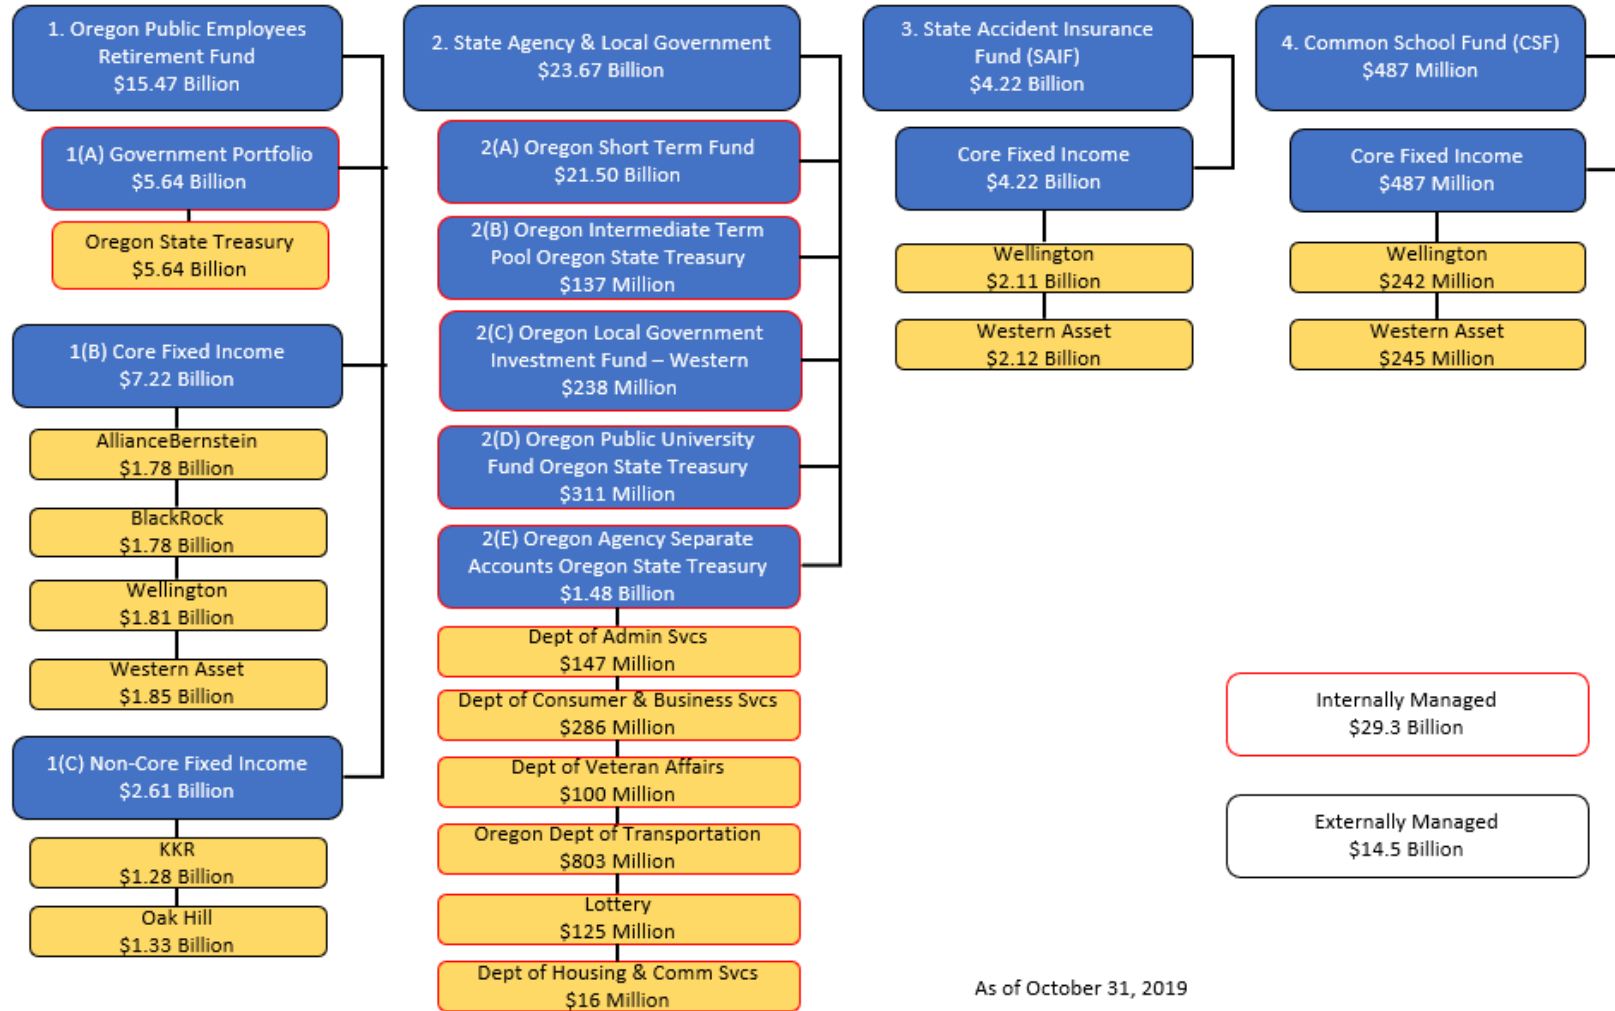 1. Oregon Public Employees
Retirement Fund
$15.47 Billion
1(A) Government Portfolio
$5.64 Billion
Oregon State Treasury
$5.64 Billion
1(B) Core Fixed Income
$7.22 Billion
AllianceBernstein
$1.78 Billion
BlackRock
$1.78 Billion
Wellington
$1.81 Billion
Western Asset
$1.85 Billion
1(C) Non-Core Fixed Income
$2.61 Billion
KKR
$1.28 Billion
Oak Hill
$1.33 Billion
2. State Agency & Local Government
$23.67 Billion
2(A) Oregon Short Term Fund
$21.50 Billion
2(B) Oregon Intermediate Term
Pool Oregon State Treasury
$137 Million
2(C) Oregon Local Government
Investment Fund – Western
$238 Million
2(D) Oregon Public University
Fund Oregon State Treasury
$311 Million
2(E) Oregon Agency Separate
Accounts Oregon State Treasury
$1.48 Billion
Dept of Admin Svcs
$147 Million
Dept of Consumer & Business Svcs
$286 Million
Dept of Veteran Affairs
$100 Million
Oregon Dept of Transportation
$803 Million
Lottery
$125 Million
Dept of Housing & Comm Svcs
$16 Million
3. State Accident Insurance
Fund (SAIF)
$4.22 Billion
Core Fixed Income
$4.22 Billion
Wellington
$2.11 Billion
Western Asset
$2.12 Billion
4. Common School Fund (CSF)
$487 Million
Core Fixed Income
$487 Million
Wellington
$242 Million
Western Asset
$245 Million
Internally Managed
$29.3 Billion
Externally Managed
$14.5 Billion
As of October 31, 2019